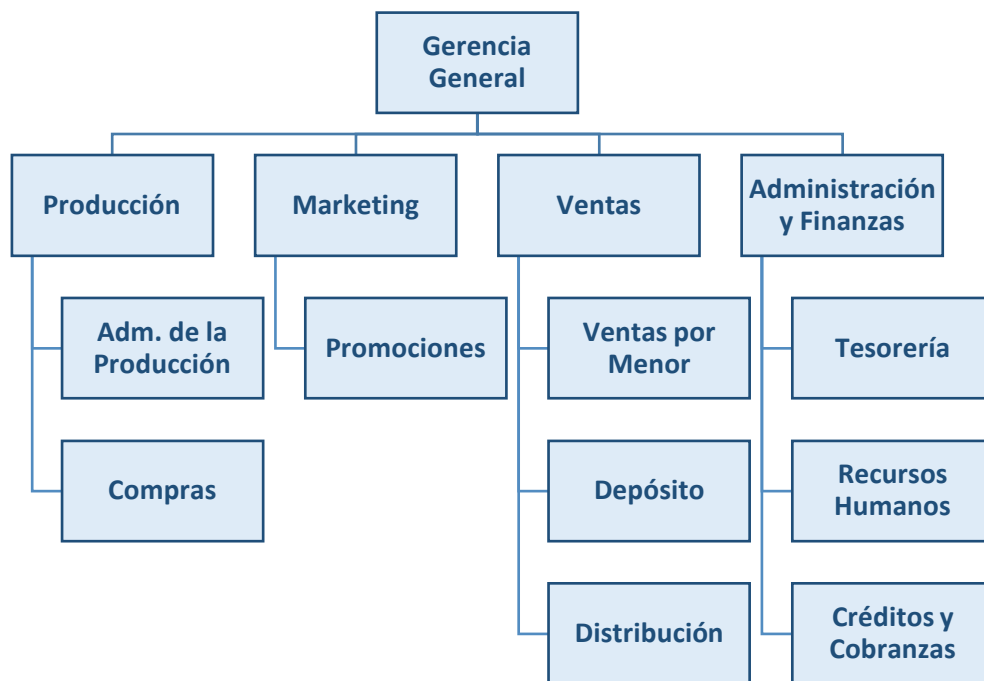 Gerencia
General
Producción
Marketing
Ventas
Administración
y Finanzas
Adm. de la
Producción
Promociones
Ventas por
Menor
Tesorería
Compras
Depósito
Recursos
Humanos
Distribución
Créditos y
Cobranzas